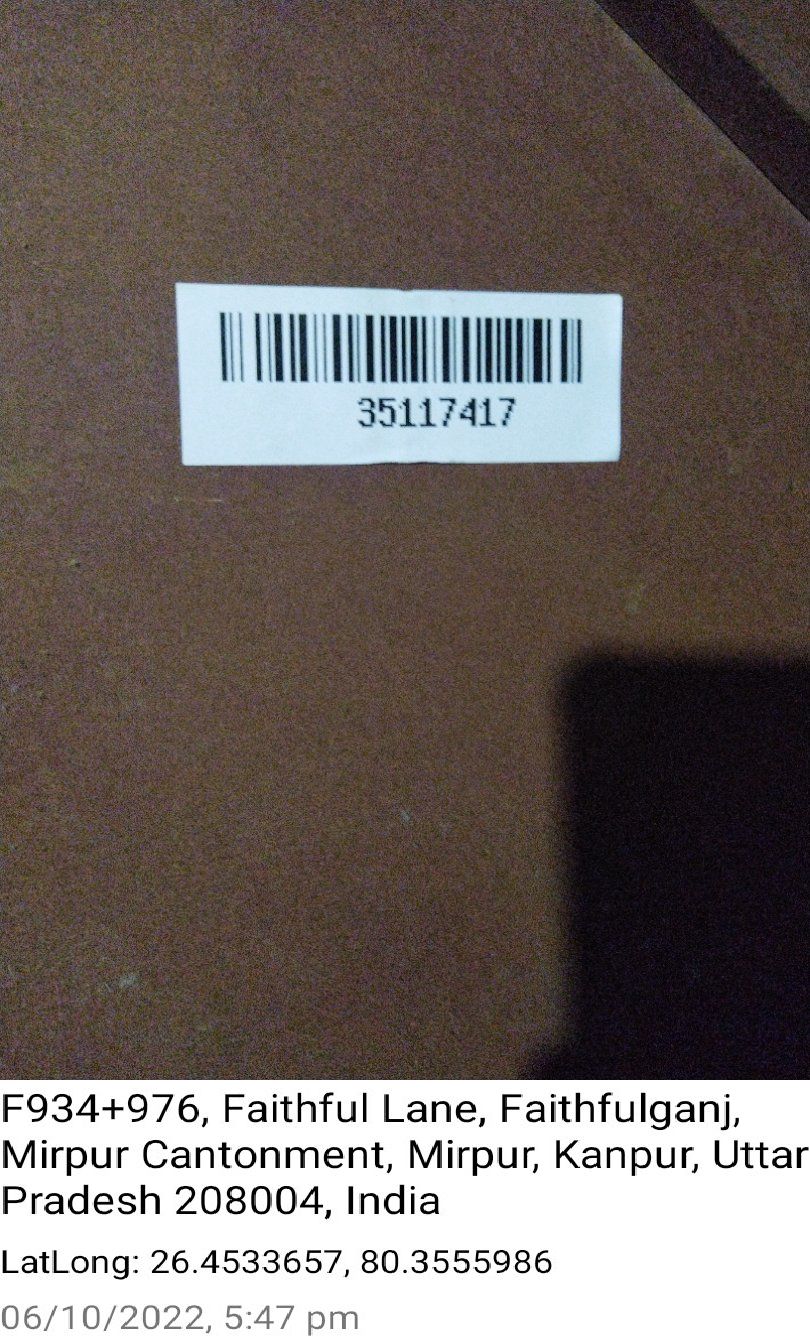 35117417
F934+976, Faithful Lane, Faithfulganj,
Mirpur Cantonment, Mirpur, Kanpur, Uttar
Pradesh 208004, India
LatLong: 26.4533657, 80.3555986
06/10/2022, 5:47 pm